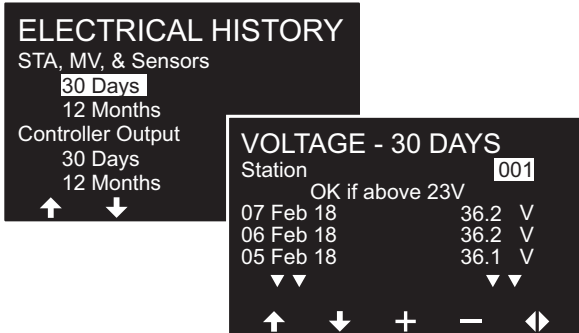 ELECTRICAL HISTORY
STA, MV, & Sensors
30 Days
12 Months
Controller Output
30 Days
12 Months
VOLTAGE - 30 DAYS
Station 001
OK if above 23V
07 Feb 18 36.2 V
06 Feb 18 36.2 V
05 Feb 18 36.1 V